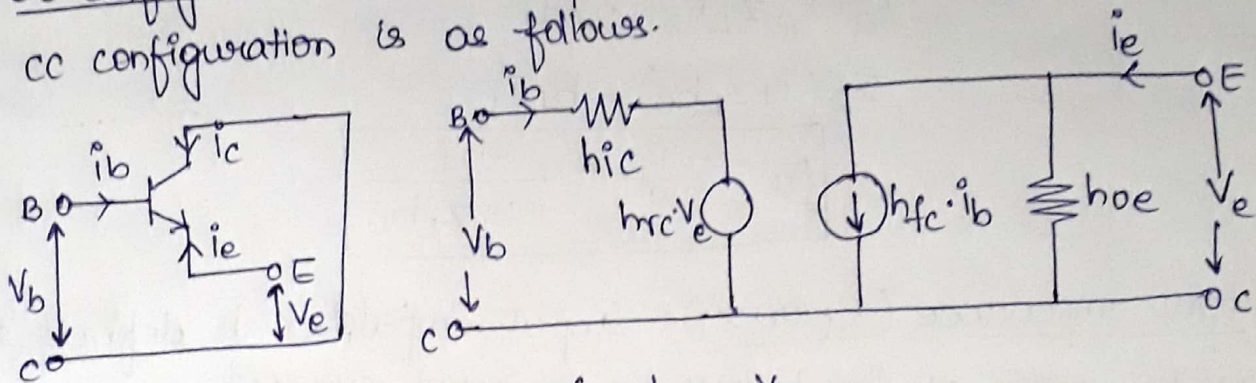 cc configuration is as follows.
ib
ic
B
ie
E
Vb
Ve
C
ib
B
hic
hrc·Ve
Vb
C
hfc·ib
hoe
ie
E
Ve
C